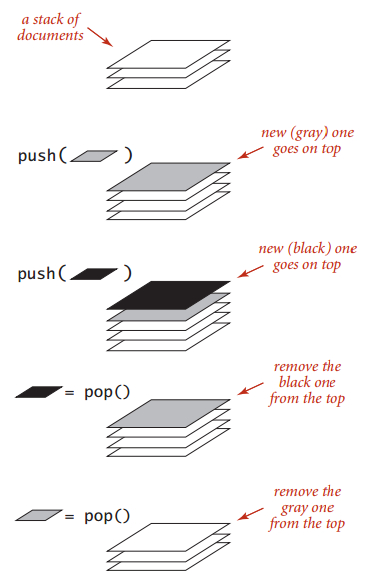 a stack of
documents
push( )
new (gray) one
goes on top
push( )
new (black) one
goes on top
= pop()
remove the
black one
from the top
= pop()
remove the
gray one
from the top